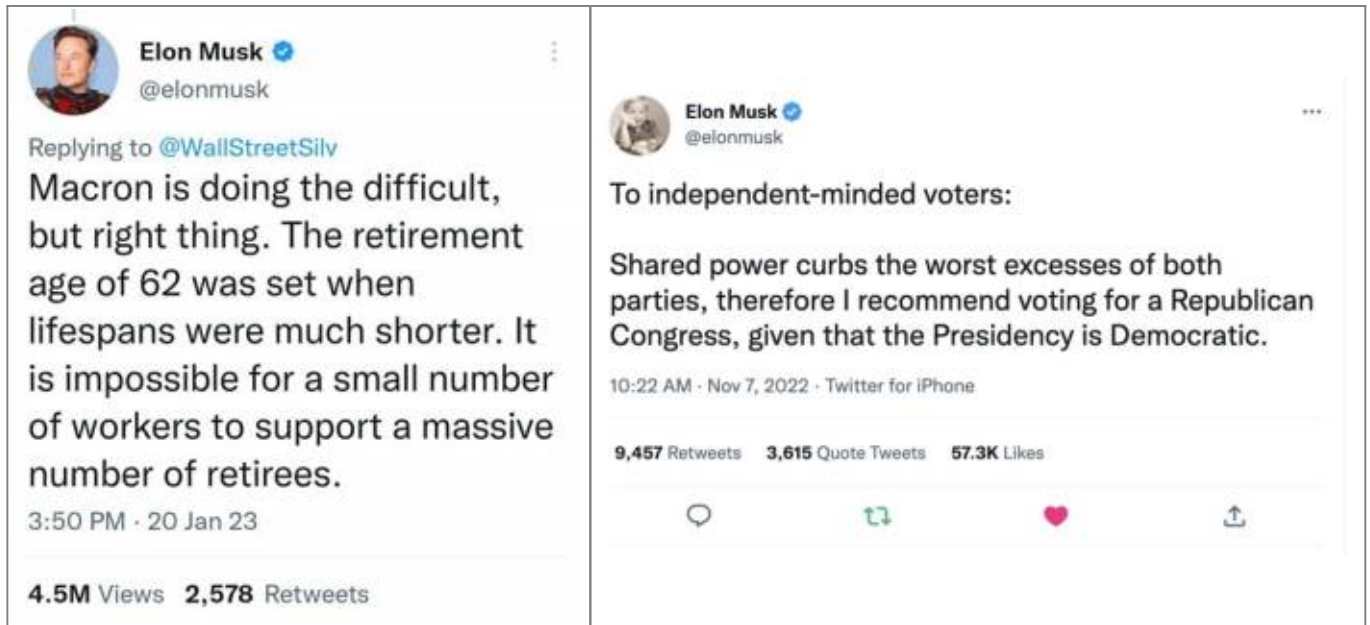 Elon Musk
@elonmusk
Replying to @WallStreetSilv
Macron is doing the difficult,
but right thing. The retirement
age of 62 was set when
lifespans were much shorter. It
is impossible for a small number
of workers to support a massive
number of retirees.
3:50 PM · 20 Jan 23
4.5M Views 2,578 Retweets
Elon Musk
@elonmusk
To independent-minded voters:
Shared power curbs the worst excesses of both
parties, therefore I recommend voting for a Republican
Congress, given that the Presidency is Democratic.
10:22 AM · Nov 7, 2022 · Twitter for iPhone
9,457 Retweets 3,615 Quote Tweets 57.3K Likes